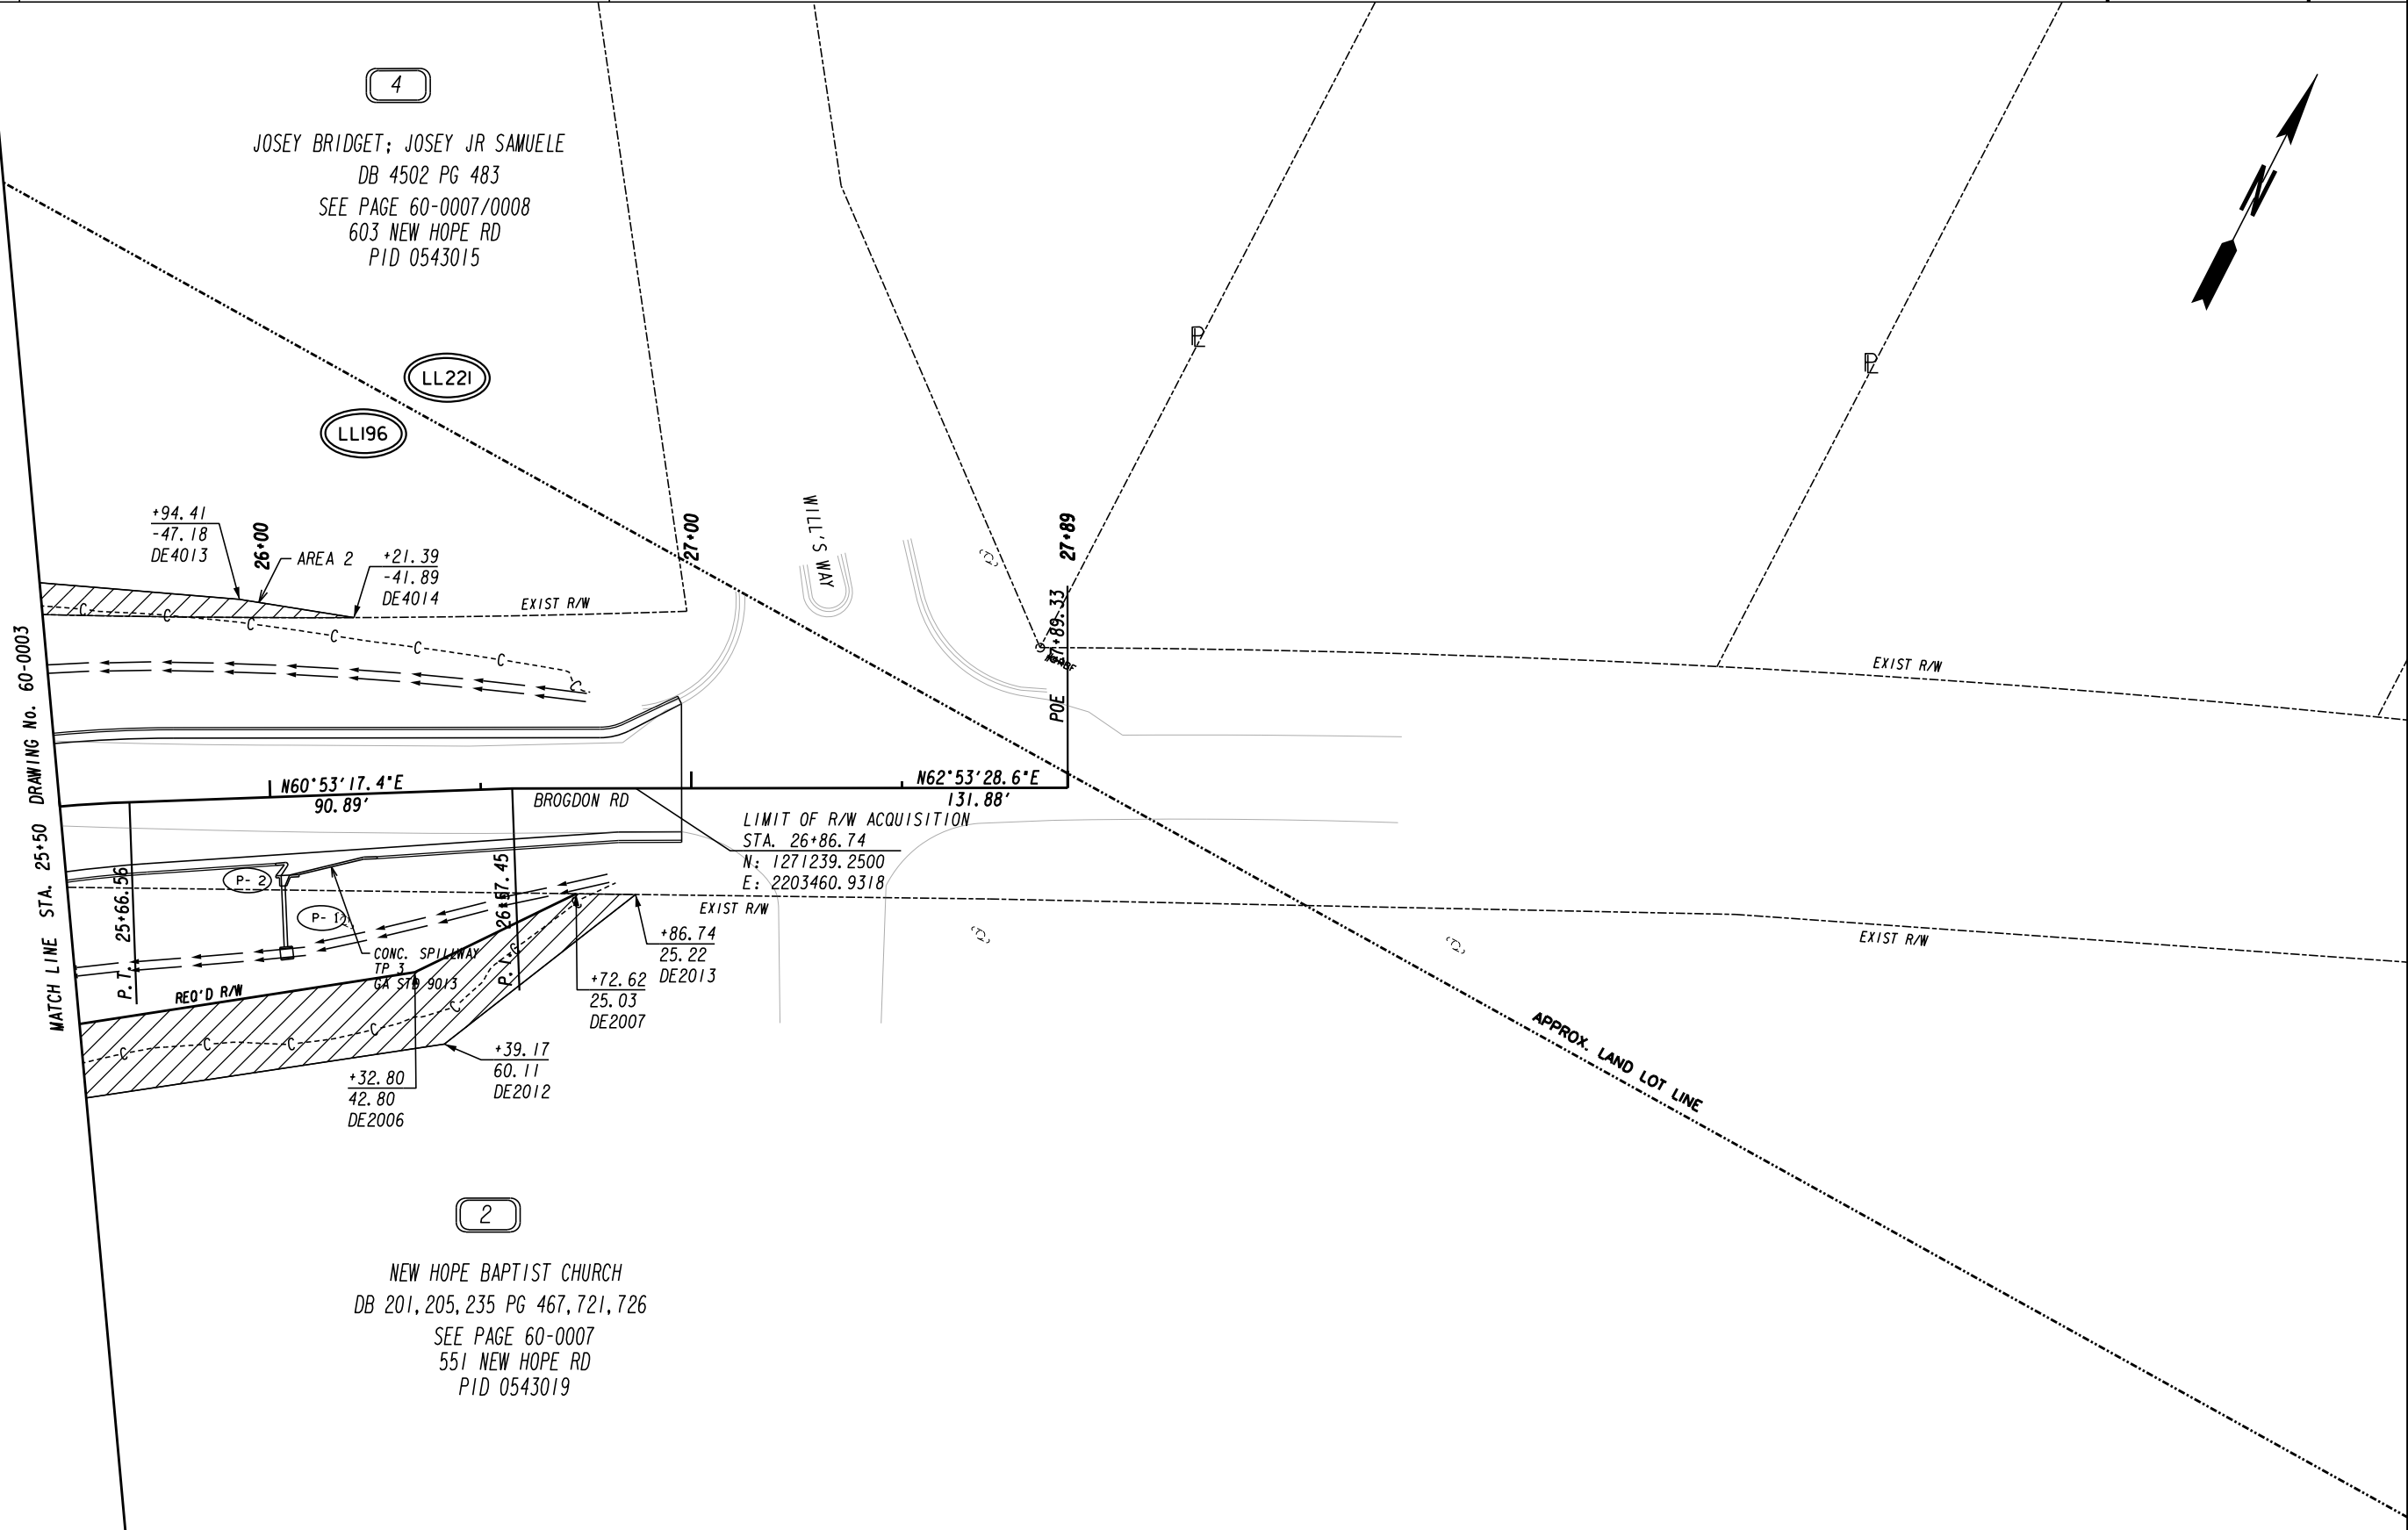 4
JOSEY BRIDGET; JOSEY JR SAMUELE
DB 4502 PG 483
SEE PAGE 60-0007/0008
603 NEW HOPE RD
PID 0543015
N
PL
PL
LL221
LL196
+94.41
-47.18
DE4013
26+00
AREA 2
+21.39
-41.89
DE4014
EXIST R/W
27+00
WILL'S WAY
27+89
POE 27+89.33
EXIST R/W
C C C C C C C
MATCH LINE STA. 25+50 DRAWING No. 60-0003
N60°53'17.4"E
90.89'
BROGDON RD
N62°53'28.6"E
131.88'
LIMIT OF R/W ACQUISITION
STA. 26+86.74
N: 1271239.2500
E: 2203460.9318
P.T. 25+66.56
P- 2
P- 1
P.I. 26+57.45
CONC. SPILLWAY
TP 3
GA STD 9013
REQ'D R/W
EXIST R/W
EXIST R/W
+86.74
25.22
DE2013
+72.62
25.03
DE2007
+39.17
60.11
DE2012
+32.80
42.80
DE2006
C C C C C C C
APPROX. LAND LOT LINE
2
NEW HOPE BAPTIST CHURCH
DB 201,205,235 PG 467,721,726
SEE PAGE 60-0007
551 NEW HOPE RD
PID 0543019